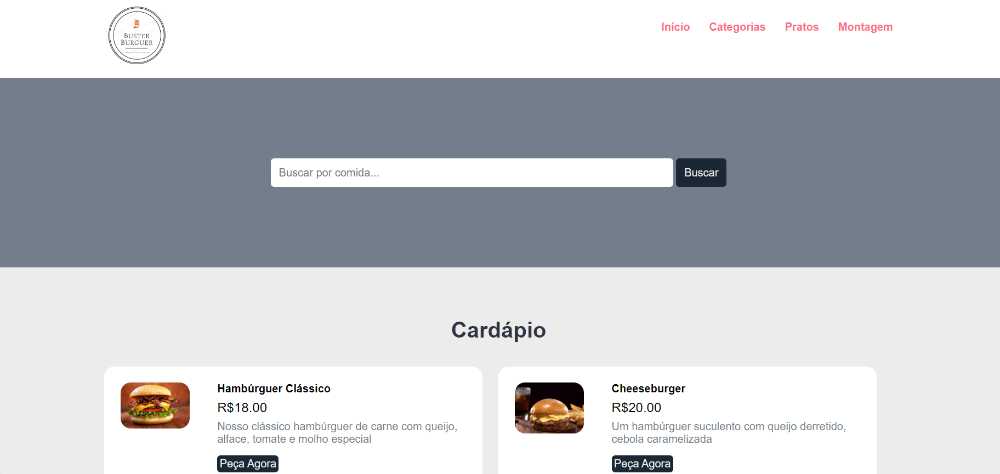 BUSTER
BURGUER
Início Categorias Pratos Montagem
Buscar por comida... Buscar
Cardápio
Hambúrguer Clássico
R$18.00
Nosso clássico hambúrguer de carne com queijo,
alface, tomate e molho especial
Peça Agora
Cheeseburger
R$20.00
Um hambúrguer suculento com queijo derretido,
cebola caramelizada
Peça Agora